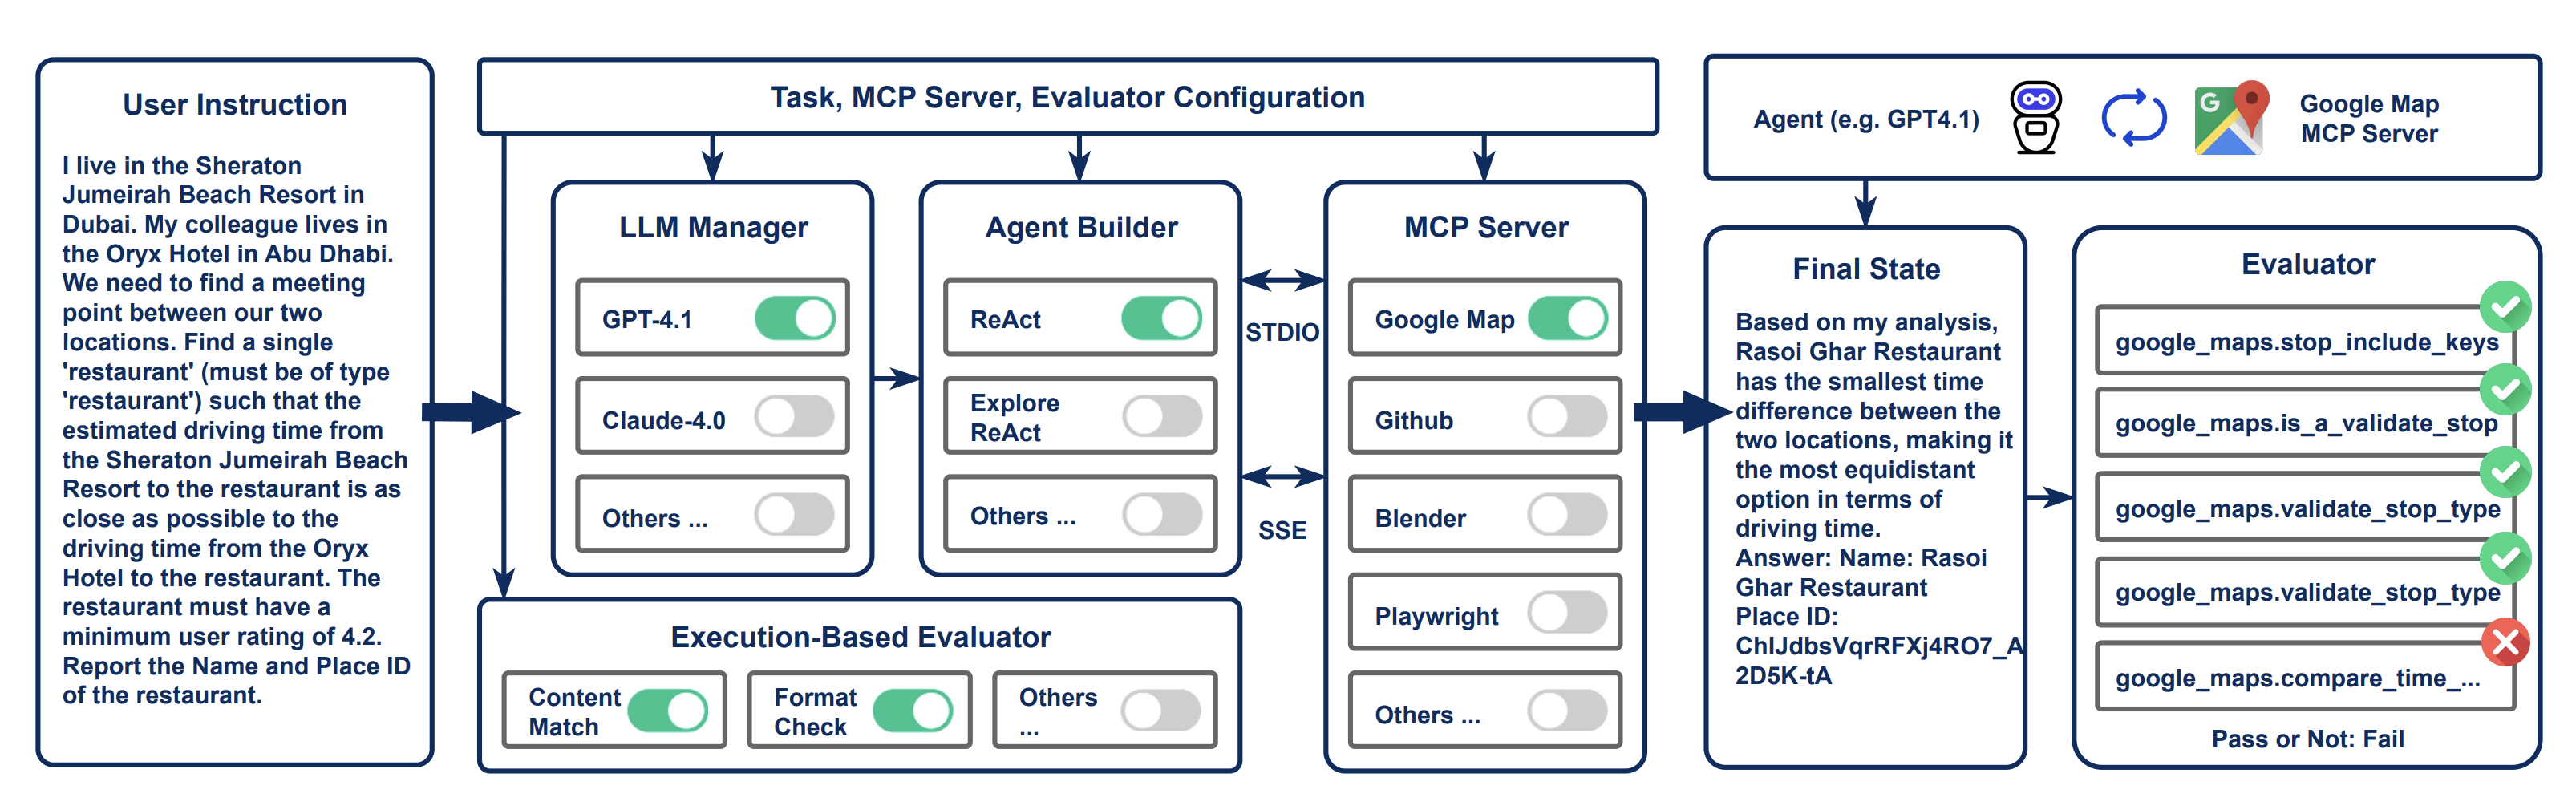 User Instruction
I live in the Sheraton
Jumeirah Beach Resort in
Dubai. My colleague lives in
the Oryx Hotel in Abu Dhabi.
We need to find a meeting
point between our two
locations. Find a single
'restaurant' (must be of type
'restaurant') such that the
estimated driving time from
the Sheraton Jumeirah Beach
Resort to the restaurant is as
close as possible to the
driving time from the Oryx
Hotel to the restaurant. The
restaurant must have a
minimum user rating of 4.2.
Report the Name and Place ID
of the restaurant.
Task, MCP Server, Evaluator Configuration
LLM Manager
GPT-4.1
Claude-4.0
Others ...
Agent Builder
ReAct
Explore
ReAct
Others ...
STDIO
SSE
MCP Server
Google Map
Github
Blender
Playwright
Others ...
Execution-Based Evaluator
Content
Match
Format
Check
Others
...
Agent (e.g. GPT4.1)
G
Google Map
MCP Server
Final State
Based on my analysis,
Rasoi Ghar Restaurant
has the smallest time
difference between the
two locations, making it
the most equidistant
option in terms of
driving time.
Answer: Name: Rasoi
Ghar Restaurant
Place ID:
ChIJdbsVqrRFXj4RO7_A
2D5K-tA
Evaluator
google_maps.stop_include_keys
google_maps.is_a_validate_stop
google_maps.validate_stop_type
google_maps.validate_stop_type
google_maps.compare_time_...
Pass or Not: Fail